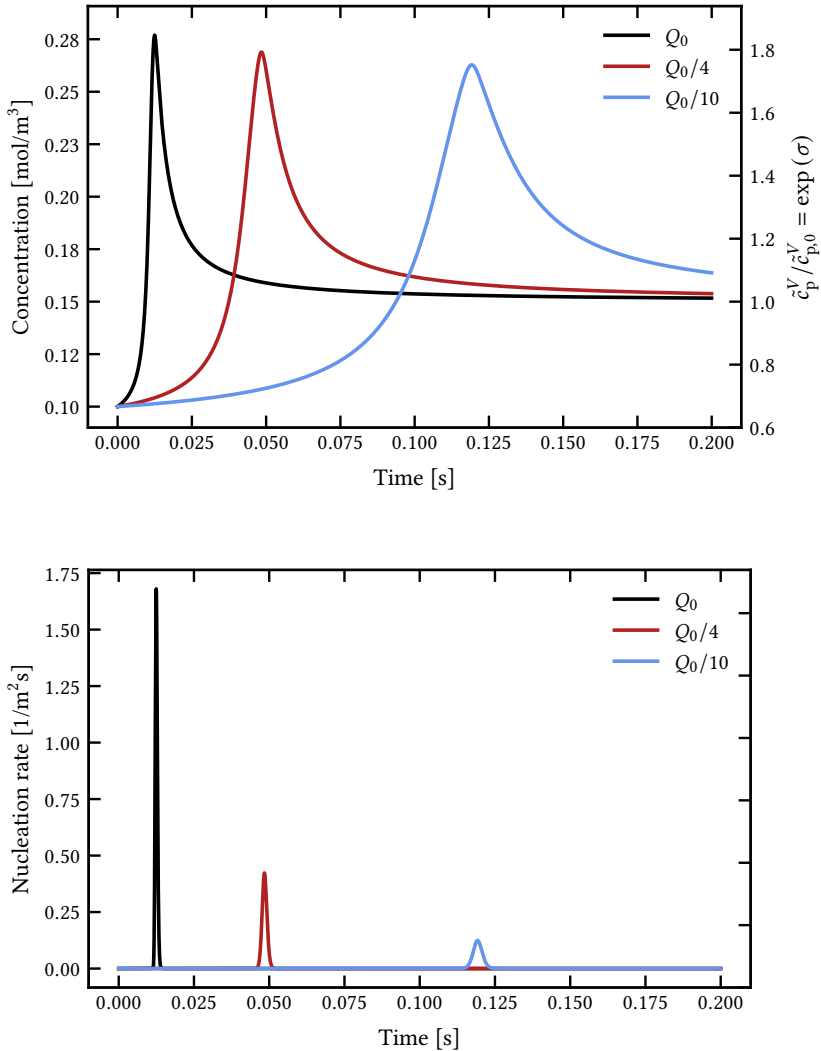 0.28
0.25
0.23
0.20
0.18
0.15
0.12
0.10
Concentration [mol/m³]
Q₀
Q₀/4
Q₀/10
1.8
1.6
1.4
1.2
1.0
0.8
0.6
c̃ₚⱽ/c̃ₚ,₀ⱽ = exp (σ)
0.000 0.025 0.050 0.075 0.100 0.125 0.150 0.175 0.200
Time [s]
1.75
1.50
1.00
0.75
0.50
0.25
0.00
Nucleation rate [1/m²s]
Q₀
Q₀/4
Q₀/10
0.000 0.025 0.050 0.075 0.100 0.125 0.150 0.175 0.200
Time [s]